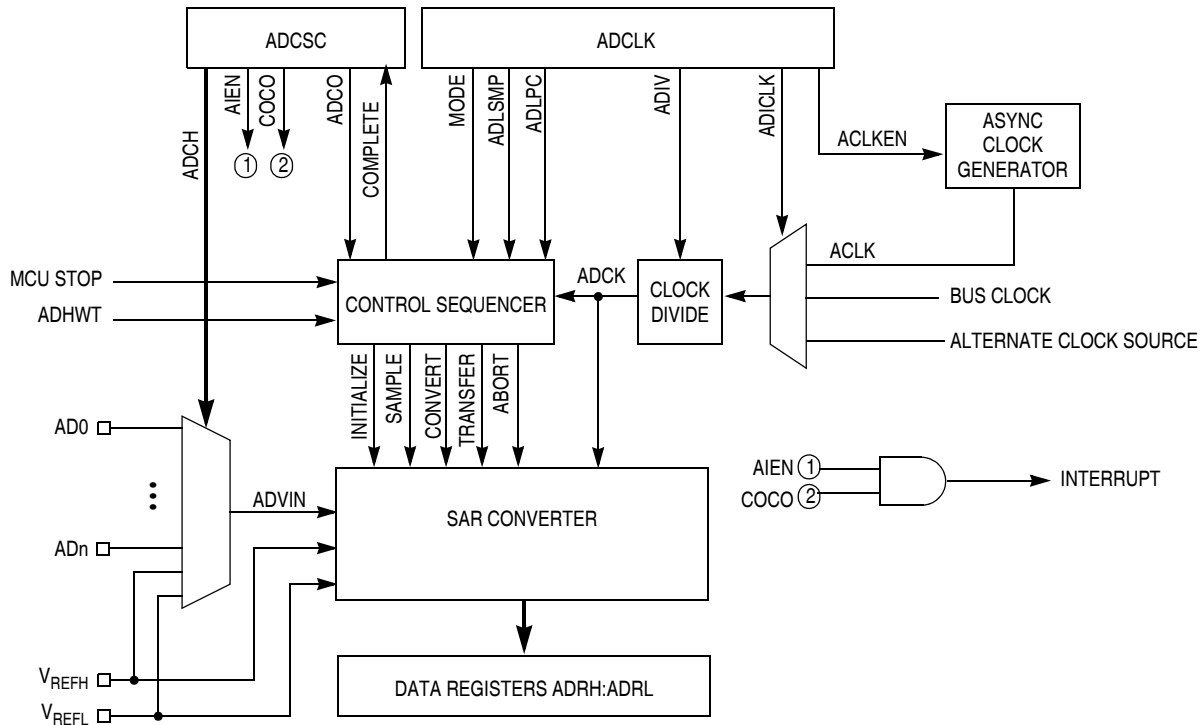 ADCSC
ADCLK
ADCH
AIEN
COCO
ADCO
COMPLETE
MODE
ADLSMP
ADLPC
ADIV
ADICLK
ACLKEN
ASYNC
CLOCK
GENERATOR
1
2
MCU STOP
ADHWT
CONTROL SEQUENCER
ADCK
CLOCK
DIVIDE
ACLK
BUS CLOCK
ALTERNATE CLOCK SOURCE
INITIALIZE
SAMPLE
CONVERT
TRANSFER
ABORT
AD0
•••
ADn
ADVIN
SAR CONVERTER
AIEN 1
COCO 2
INTERRUPT
VREFH
VREFL
DATA REGISTERS ADRH:ADRL